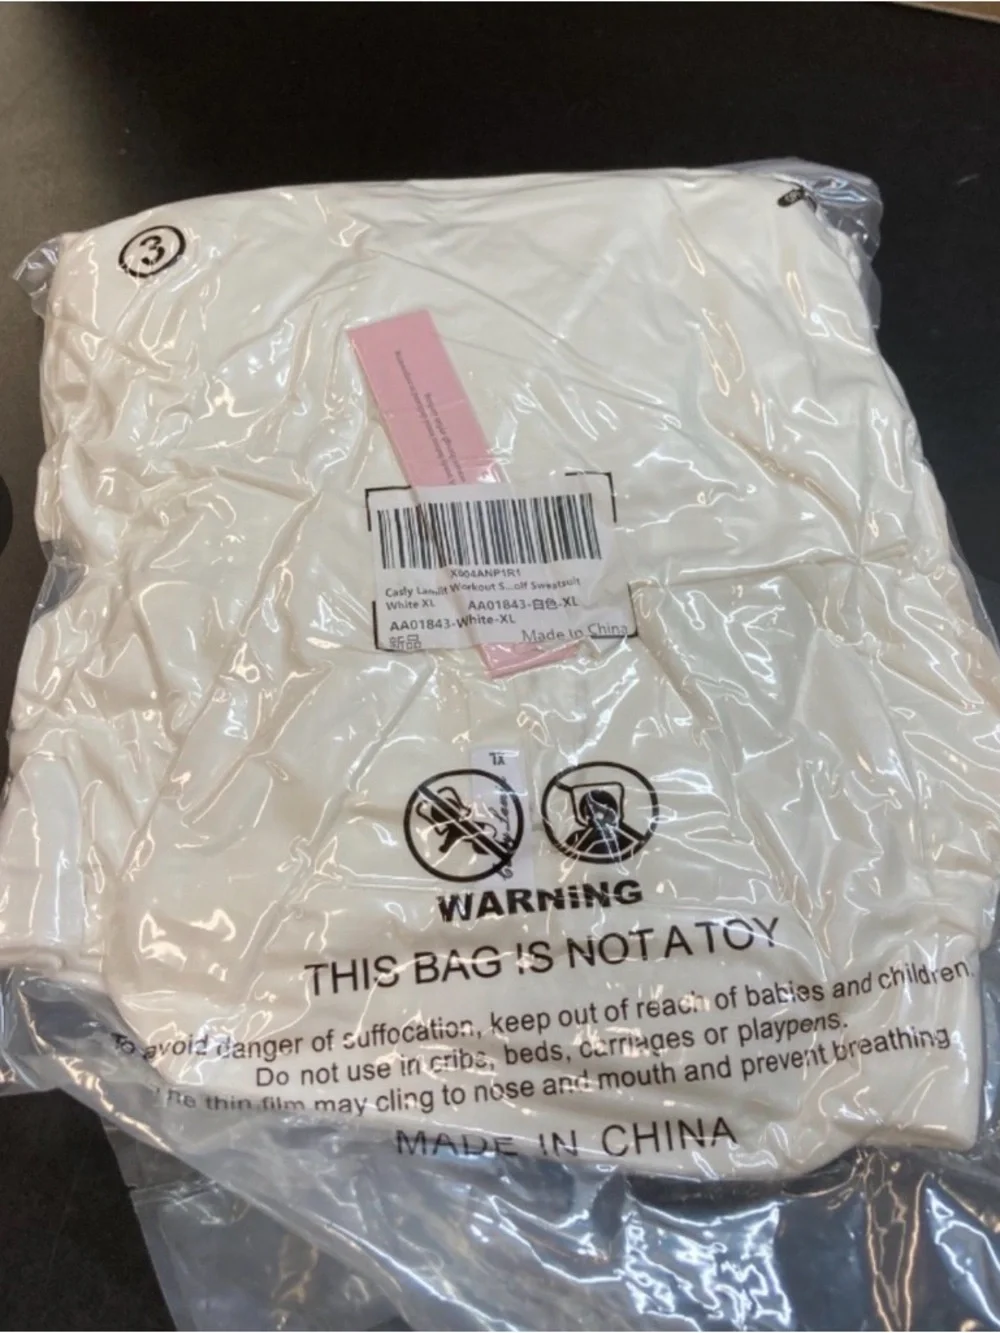 3
X004ANP1R1
Casly Lamiit Workout S...olf Sweatsuit
White XL AA01843-白色-XL
AA01843-White-XL
新品 Made In China
XL
WARNING
THIS BAG IS NOT A TOY
To avoid danger of suffocation, keep out of reach of babies and children.
Do not use in cribs, beds, carriages or playpens.
The thin film may cling to nose and mouth and prevent breathing
MADE IN CHINA